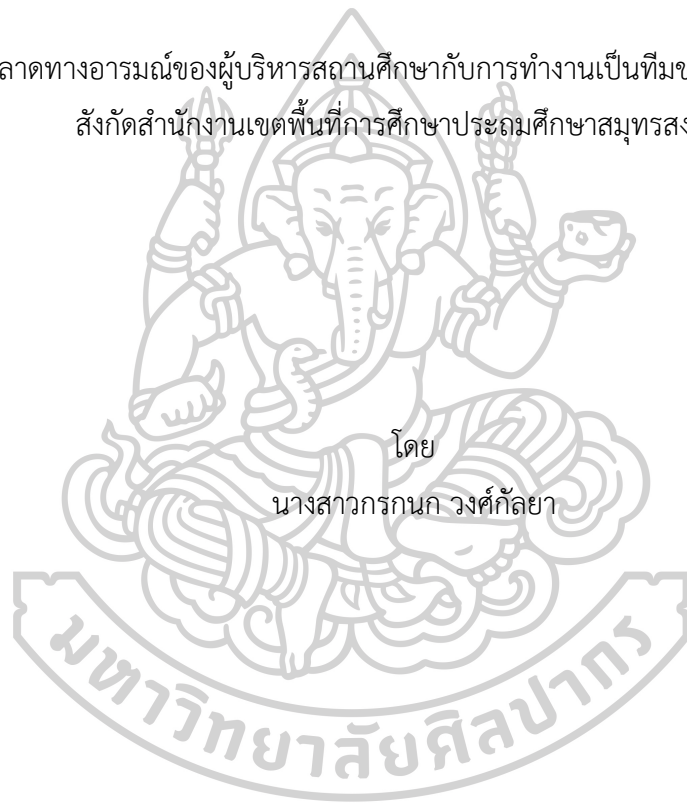 ลาดทางอารมณ์ของผู้บริหารสถานศึกษากับการทำงานเป็นทีมข
สังกัดสำนักงานเขตพื้นที่การศึกษาประถมศึกษาสมุทรสง
โดย
นางสาวกรกนก วงศ์กัลยา
มหาวิทยาลัยศิลปากร